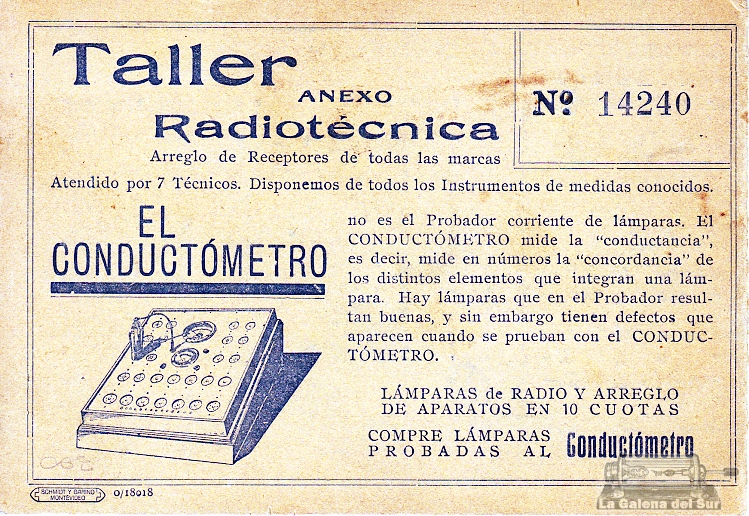 Taller
ANEXO
Radiotécnica
Nº 14240
Arreglo de Receptores de todas las marcas
Atendido por 7 Técnicos. Disponemos de todos los Instrumentos de medidas conocidos.
EL
CONDUCTÓMETRO
no es el Probador corriente de lámparas. El
CONDUCTÓMETRO mide la “conductancia”,
es decir, mide en números la “concordancia” de
los distintos elementos que integran una lám-
para. Hay lámparas que en el Probador resul-
tan buenas, y sin embargo tienen defectos que
aparecen cuando se prueban con el CONDUC-
TÓMETRO.
LÁMPARAS de RADIO Y ARREGLO
DE APARATOS EN 10 CUOTAS
COMPRE LÁMPARAS
PROBADAS AL Conductómetro
SCHMIDT Y GARINO
MONTEVIDEO
0/18018
La Galena del Sur